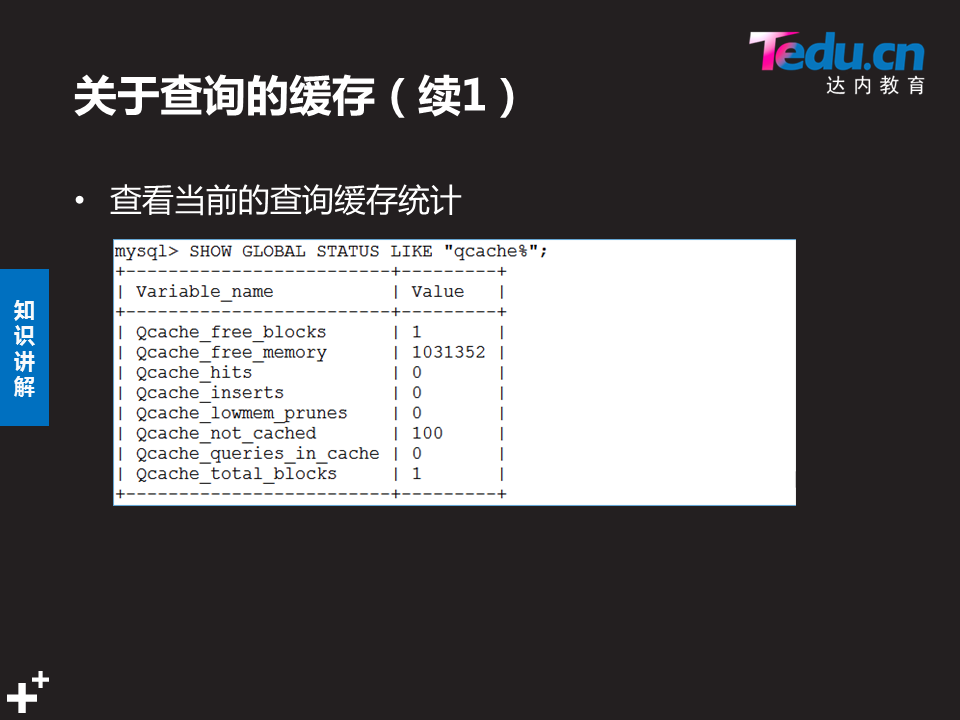 Tedu.cn
达内教育
关于查询的缓存（续1）
• 查看当前的查询缓存统计
mysql> SHOW GLOBAL STATUS LIKE "qcache%";
+-------------------------+---------+
| Variable_name           | Value   |
+-------------------------+---------+
| Qcache_free_blocks      | 1       |
| Qcache_free_memory      | 1031352 |
| Qcache_hits             | 0       |
| Qcache_inserts          | 0       |
| Qcache_lowmem_prunes    | 0       |
| Qcache_not_cached       | 100     |
| Qcache_queries_in_cache | 0       |
| Qcache_total_blocks     | 1       |
+-------------------------+---------+
知
识
讲
解